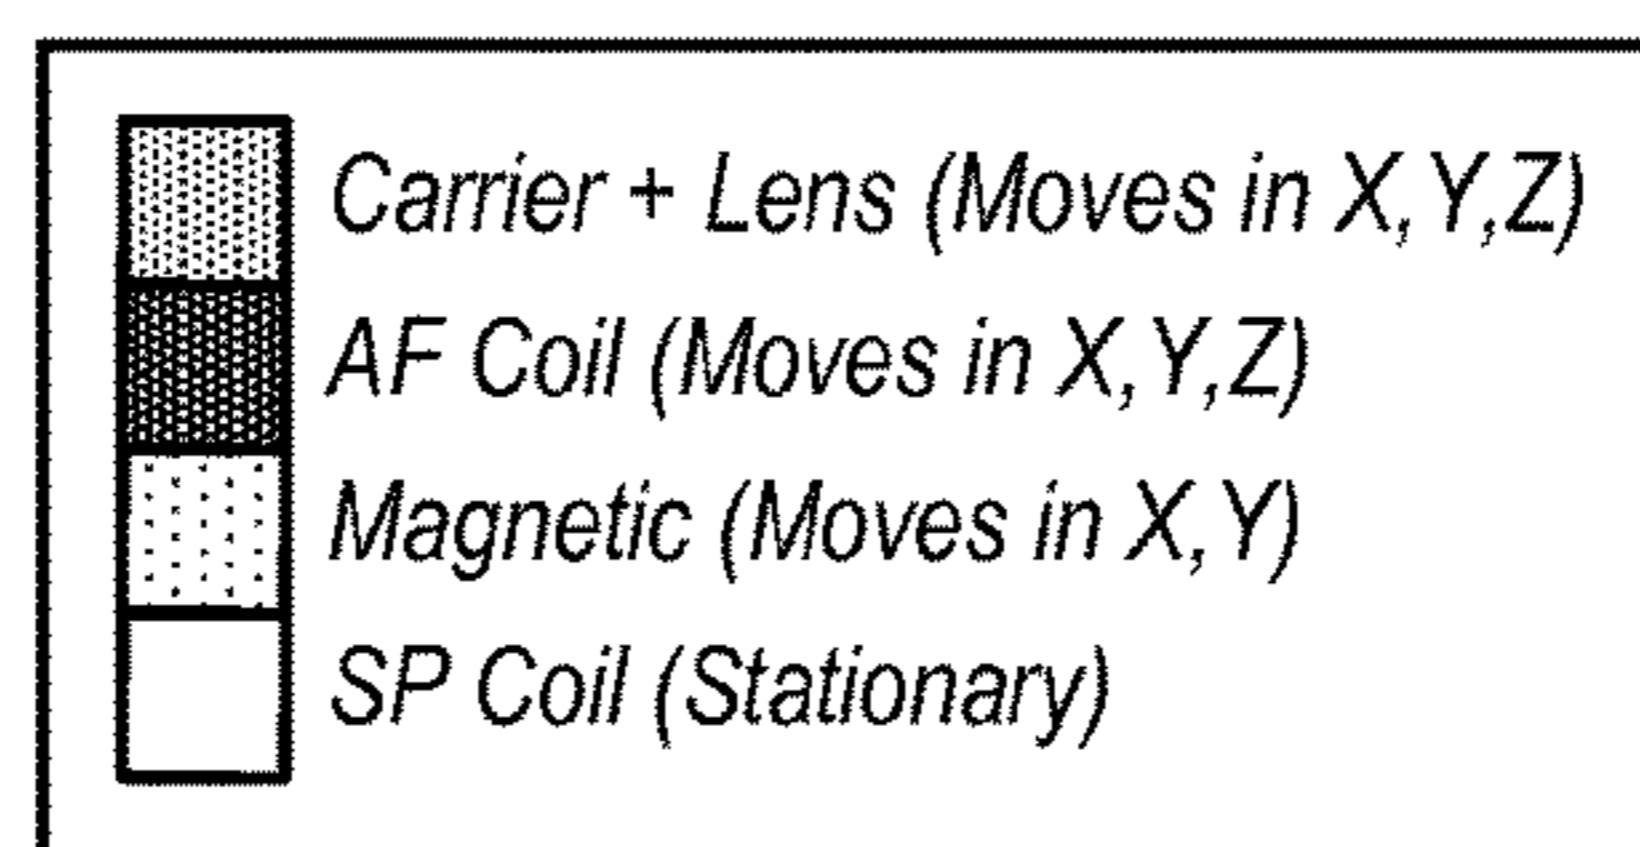 Carrier + Lens (Moves in X,Y,Z)
AF Coil (Moves in X,Y,Z)
Magnetic (Moves in X,Y)
SP Coil (Stationary)